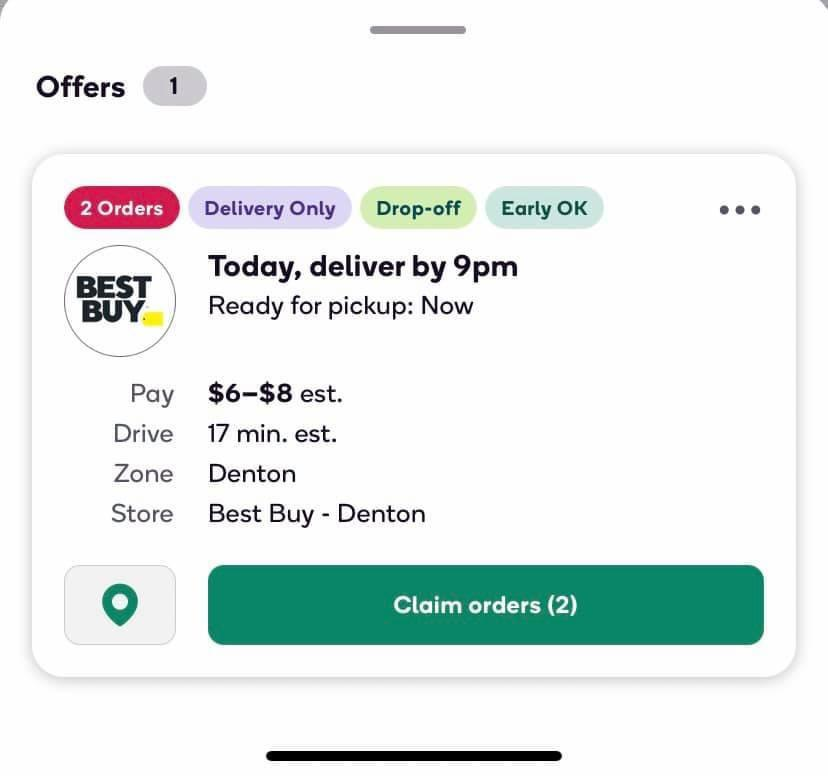 Offers 1
2 Orders Delivery Only Drop-off Early OK
BEST
BUY
Today, deliver by 9pm
Ready for pickup: Now
Pay $6–$8 est.
Drive 17 min. est.
Zone Denton
Store Best Buy - Denton
Claim orders (2)